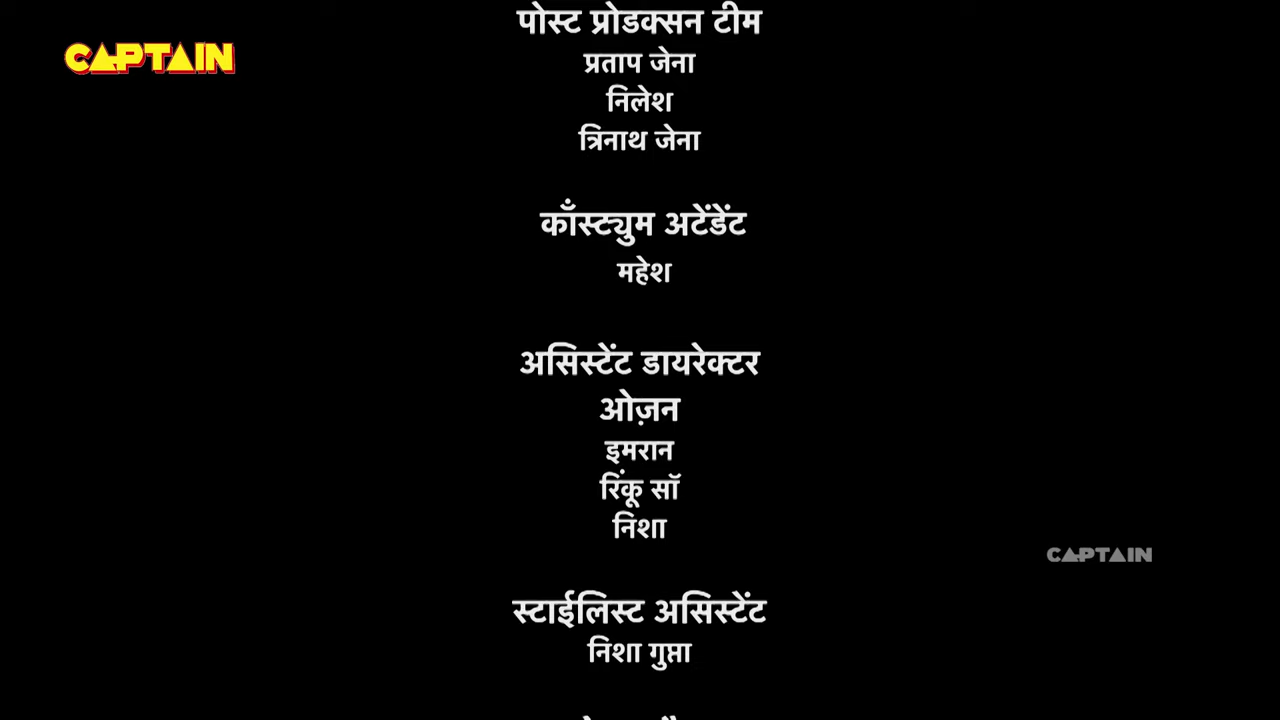 पोस्ट प्रोडक्सन टीम
CAPTAIN
प्रताप जेना
निलेश
त्रिनाथ जेना
काँस्ट्युम अटेंडेंट
महेश
असिस्टेंट डायरेक्टर
ओज़न
इमरान
रिंकू सॉ
निशा
CAPTAIN
स्टाईलिस्ट असिस्टेंट
निशा गुप्ता